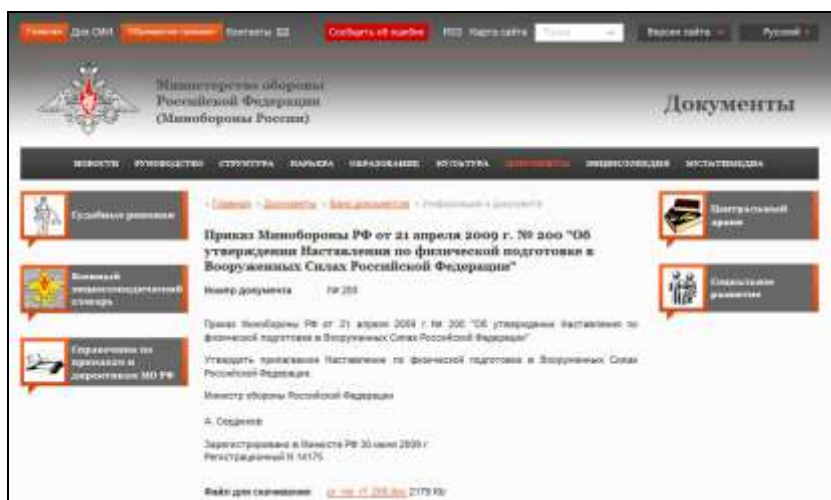 Главная Для СМИ Обращения граждан Контакты Сообщить об ошибке RSS Карта сайта Поиск Версии сайта Русский
Министерство обороны
Российской Федерации
(Минобороны России)
Документы
НОВОСТИ РУКОВОДСТВО СТРУКТУРА КАРЬЕРА ОБРАЗОВАНИЕ КУЛЬТУРА ДОКУМЕНТЫ ЭНЦИКЛОПЕДИЯ МУЛЬТИМЕДИА
Судебные решения
Военный
энциклопедический
словарь
Справочник по
приказам и
директивам МО РФ
Главная Документы Банк документов Информация о документе
Приказ Минобороны РФ от 21 апреля 2009 г. № 200 "Об
утверждении Наставления по физической подготовке в
Вооруженных Силах Российской Федерации"
Номер документа № 200
Приказ Минобороны РФ от 21 апреля 2009 г. № 200 "Об утверждении Наставления по
физической подготовке в Вооруженных Силах Российской Федерации"
Утвердить прилагаемое Наставление по физической подготовке в Вооруженных Силах
Российской Федерации.
Министр обороны Российской Федерации
А. Сердюков
Зарегистрировано в Минюсте РФ 30 июня 2009 г.
Регистрационный N 14175
Файл для скачивания 2179 Kb
Центральный
архив
Социальное
развитие